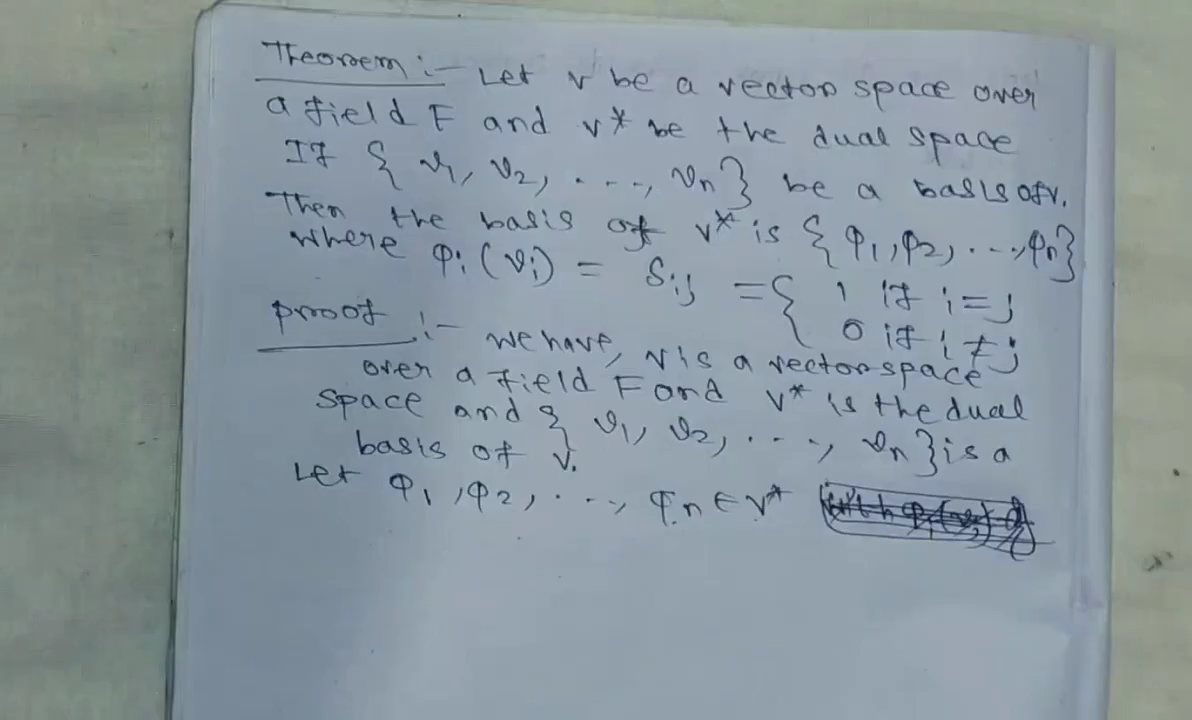 Theorem :- Let V be a vector space over
a field F and V* be the dual space
If { v1, v2, ..., vn } be a basis of V.
Then the basis of V* is { φ1, φ2, ..., φn }
where φi (vi) = δij = { 1 if i = j
0 if i ≠ j
Proof :- We have, V is a vector space
over a field F and V* is the dual
space and { v1, v2, ..., vn } is a
basis of V.
Let φ1, φ2, ..., φn ∈ V*